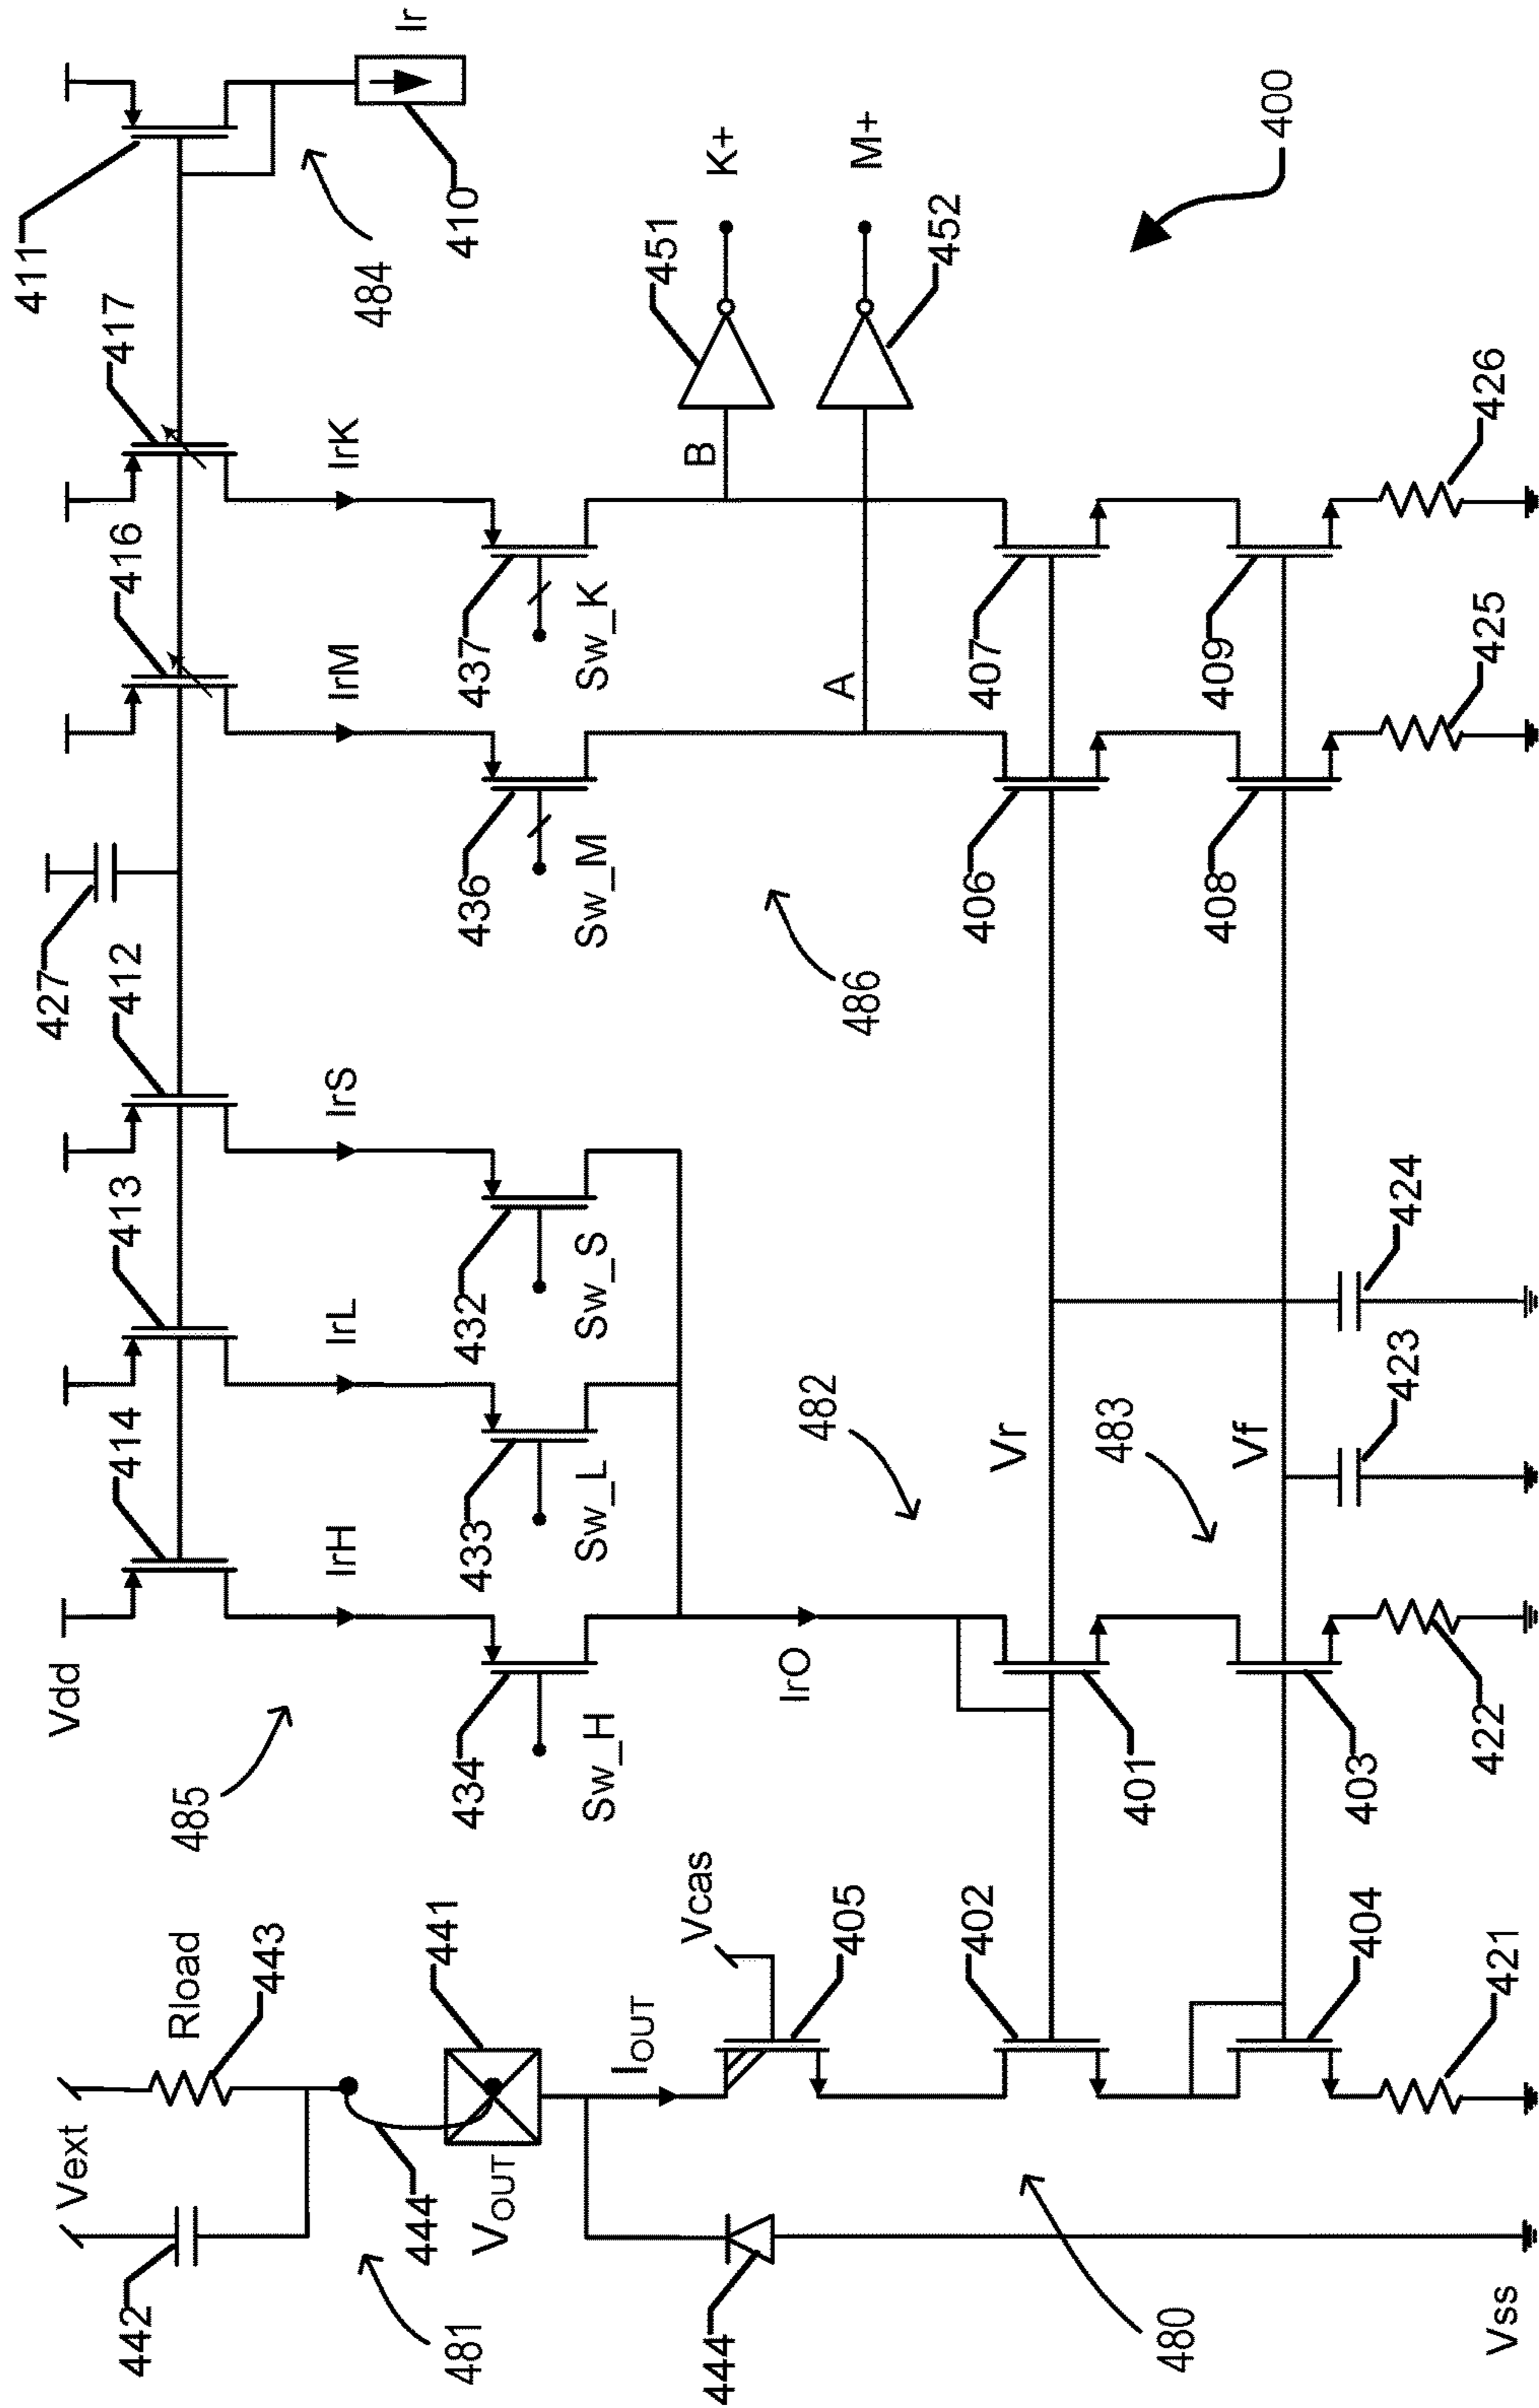 Vdd
Vext
Rload
443
442
444
481
441
VOUT
IOUT
444
480
Vss
Vcas
405
402
404
421
485
414
413
412
427
416
417
411
IrH
IrL
IrS
IrM
IrK
Ir
410
484
434
Sw_H
433
Sw_L
432
Sw_S
436
Sw_M
437
Sw_K
IrO
482
Vr
483
Vf
401
403
422
423
424
486
A
B
451
K+
452
M+
406
407
408
409
425
426
400